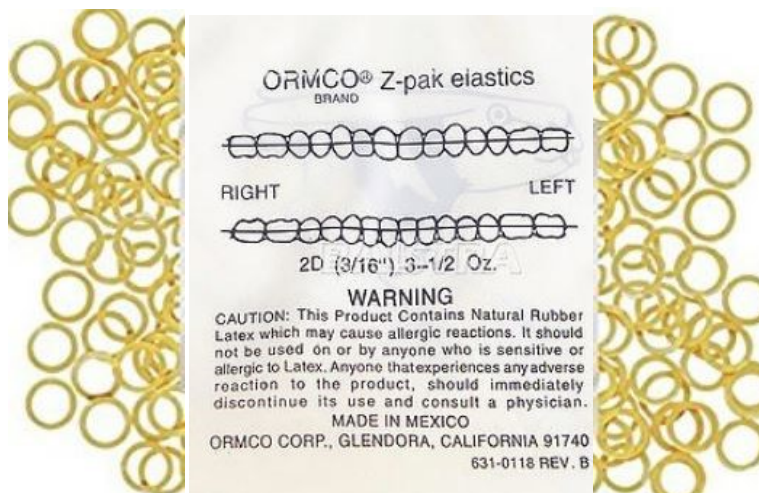 ORMCO® Z-pak elastics
BRAND
RIGHT LEFT
2D (3/16") 3-1/2 Oz.
WARNING
CAUTION: This Product Contains Natural Rubber
Latex which may cause allergic reactions. It should
not be used on or by anyone who is sensitive or
allergic to Latex. Anyone that experiences any adverse
reaction to the product, should immediately
discontinue its use and consult a physician.
MADE IN MEXICO
ORMCO CORP., GLENDORA, CALIFORNIA 91740
631-0118 REV. B